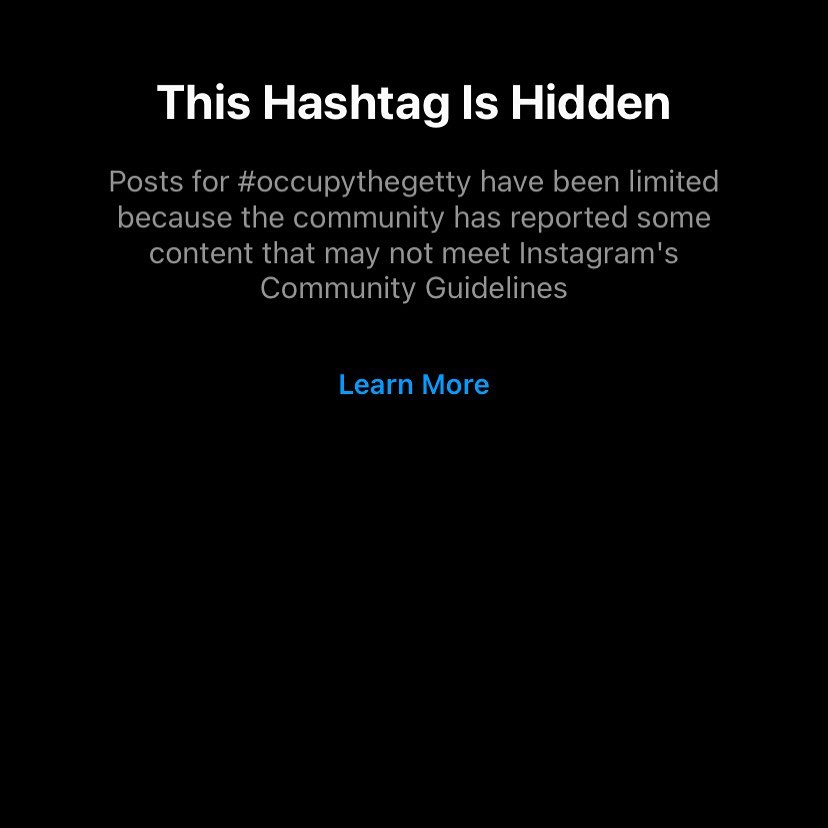 This Hashtag Is Hidden
Posts for #occupythegetty have been limited
because the community has reported some
content that may not meet Instagram's
Community Guidelines
Learn More